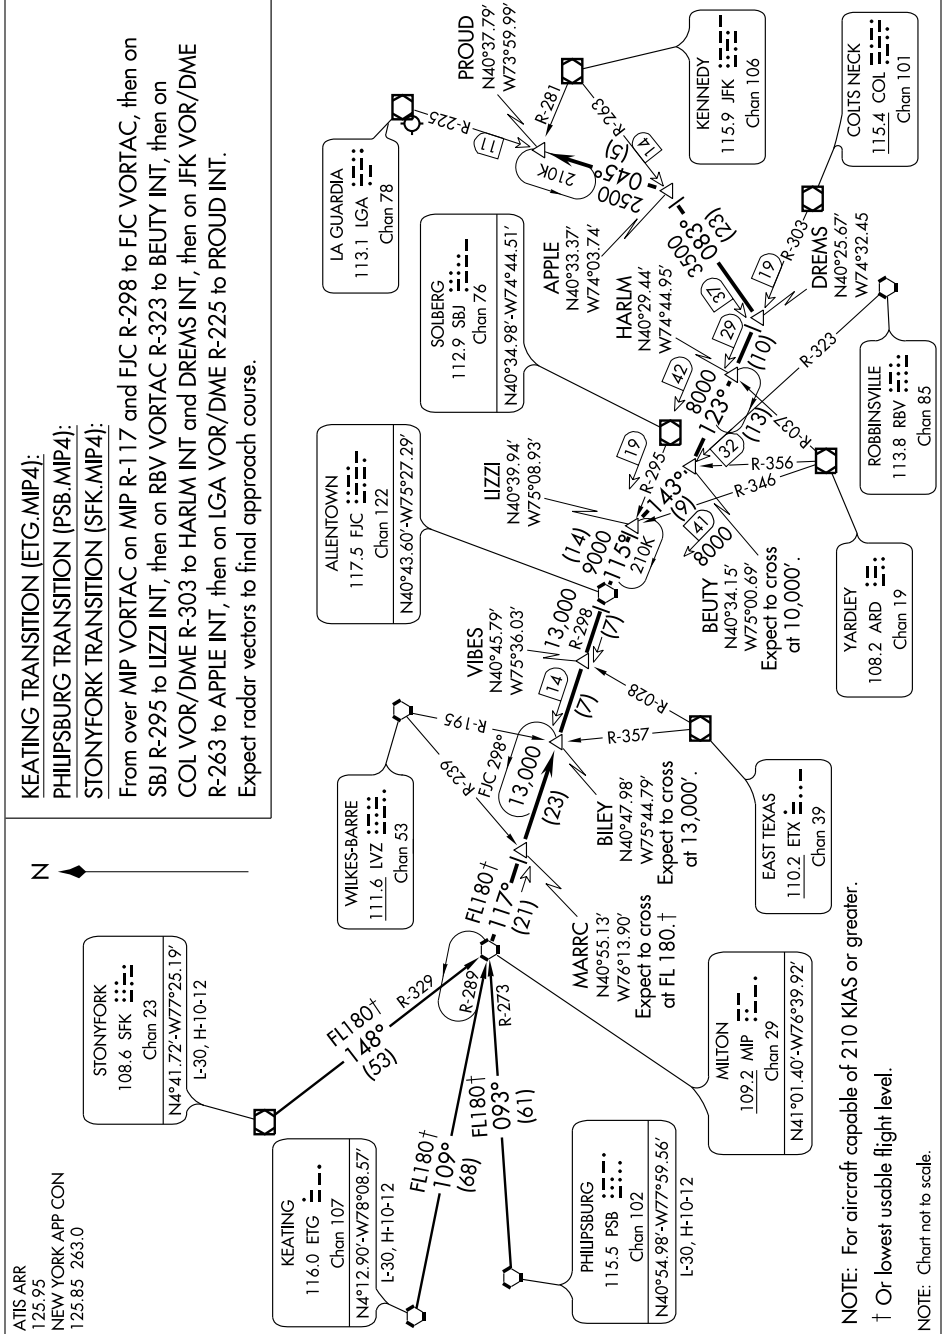 ATIS ARR
125.95
NEW YORK APP CON
125.85 263.0
N
KEATING TRANSITION (ETG.MIP4):
PHILIPSBURG TRANSITION (PSB.MIP4):
STONYFORK TRANSITION (SFK.MIP4):
From over MIP VORTAC on MIP R-117 and FJC R-298 to FJC VORTAC, then on
SBJ R-295 to LIZZI INT, then on RBV VORTAC R-323 to BEUTY INT, then on
COL VOR/DME R-303 to HARLM INT and DREMS INT, then on JFK VOR/DME
R-263 to APPLE INT, then on LGA VOR/DME R-225 to PROUD INT.
Expect radar vectors to final approach course.
STONYFORK
108.6 SFK
Chan 23
N4°41.72'-W77°25.19'
L-30, H-10-12
KEATING
116.0 ETG
Chan 107
N4°12.90'-W78°08.57'
L-30, H-10-12
PHILIPSBURG
115.5 PSB
Chan 102
N40°54.98'-W77°59.56'
L-30, H-10-12
FL180†
148°
(53)
R-329
FL180†
109°
(68)
R-289
FL180†
093°
(61)
R-273
MILTON
109.2 MIP
Chan 29
N41°01.40'-W76°39.92'
FL180†
117°
(21)
MARRC
N40°55.13'
W76°13.90'
Expect to cross
at FL 180.†
WILKES-BARRE
111.6 LVZ
Chan 53
R-239
R-195
FJC 298°
13,000
(23)
BILEY
N40°47.98'
W75°44.79'
Expect to cross
at 13,000'.
EAST TEXAS
110.2 ETX
Chan 39
R-357
R-028
14
(7)
VIBES
N40°45.79'
W75°36.03'
13,000
R-298
(7)
ALLENTOWN
117.5 FJC
Chan 122
N40°43.60'-W75°27.29'
(14)
9000
115°
210K
LIZZI
N40°39.94'
W75°08.93'
19
R-295
143°
(9)
41
8000
BEUTY
N40°34.15'
W75°00.69'
Expect to cross
at 10,000'.
SOLBERG
112.9 SBJ
Chan 76
N40°34.98'-W74°44.51'
42
8000
123°
(13)
32
R-346
R-356
R-037
YARDLEY
108.2 ARD
Chan 19
HARLM
N40°29.44'
W74°44.95'
29
(10)
R-323
ROBBINSVILLE
113.8 RBV
Chan 85
DREMS
N40°25.67'
W74°32.45
19
R-303
COLTS NECK
115.4 COL
Chan 101
37
3500
083°
(23)
APPLE
N40°33.37'
W74°03.74'
14
R-263
2500
045°
(5)
210K
LA GUARDIA
113.1 LGA
Chan 78
R-225
11
PROUD
N40°37.79'
W73°59.99'
R-281
KENNEDY
115.9 JFK
Chan 106
NOTE: For aircraft capable of 210 KIAS or greater.
† Or lowest usable flight level.
NOTE: Chart not to scale.